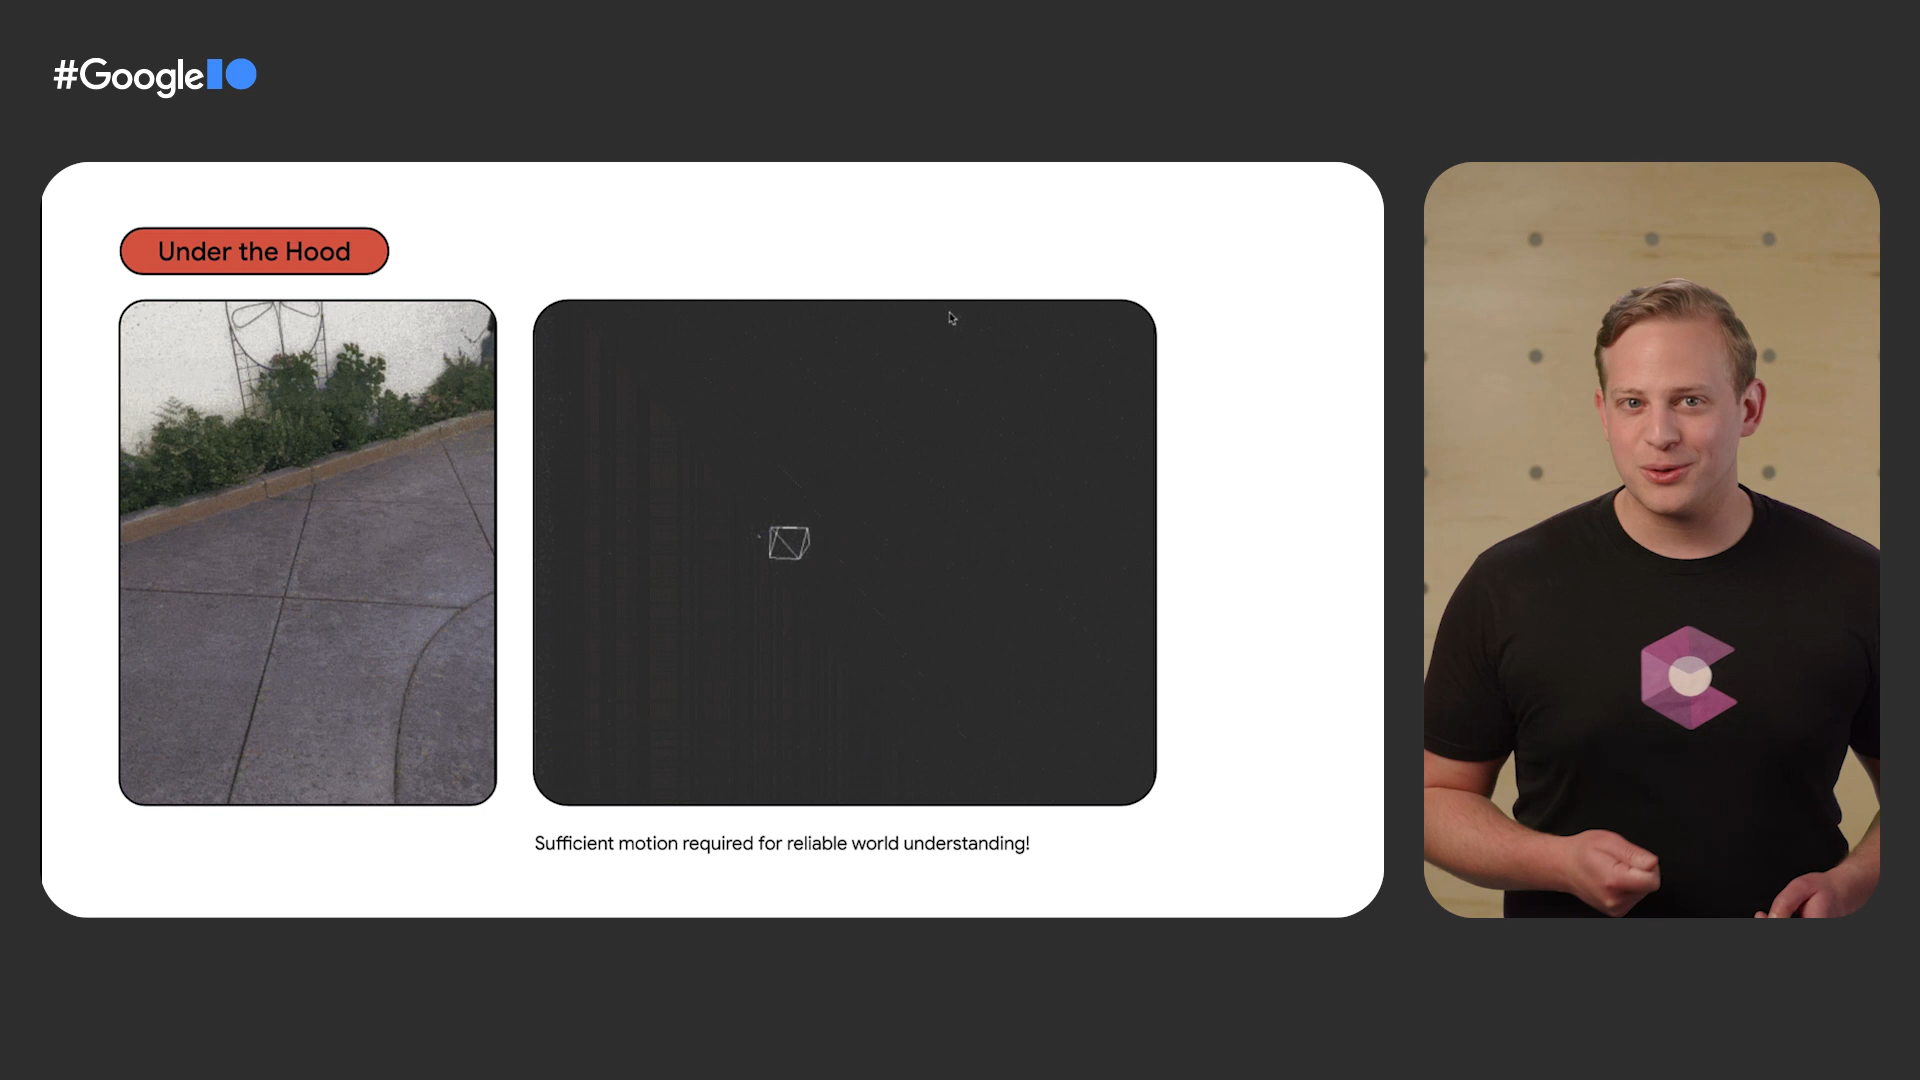 #GoogleIO
Under the Hood
Sufficient motion required for reliable world understanding!